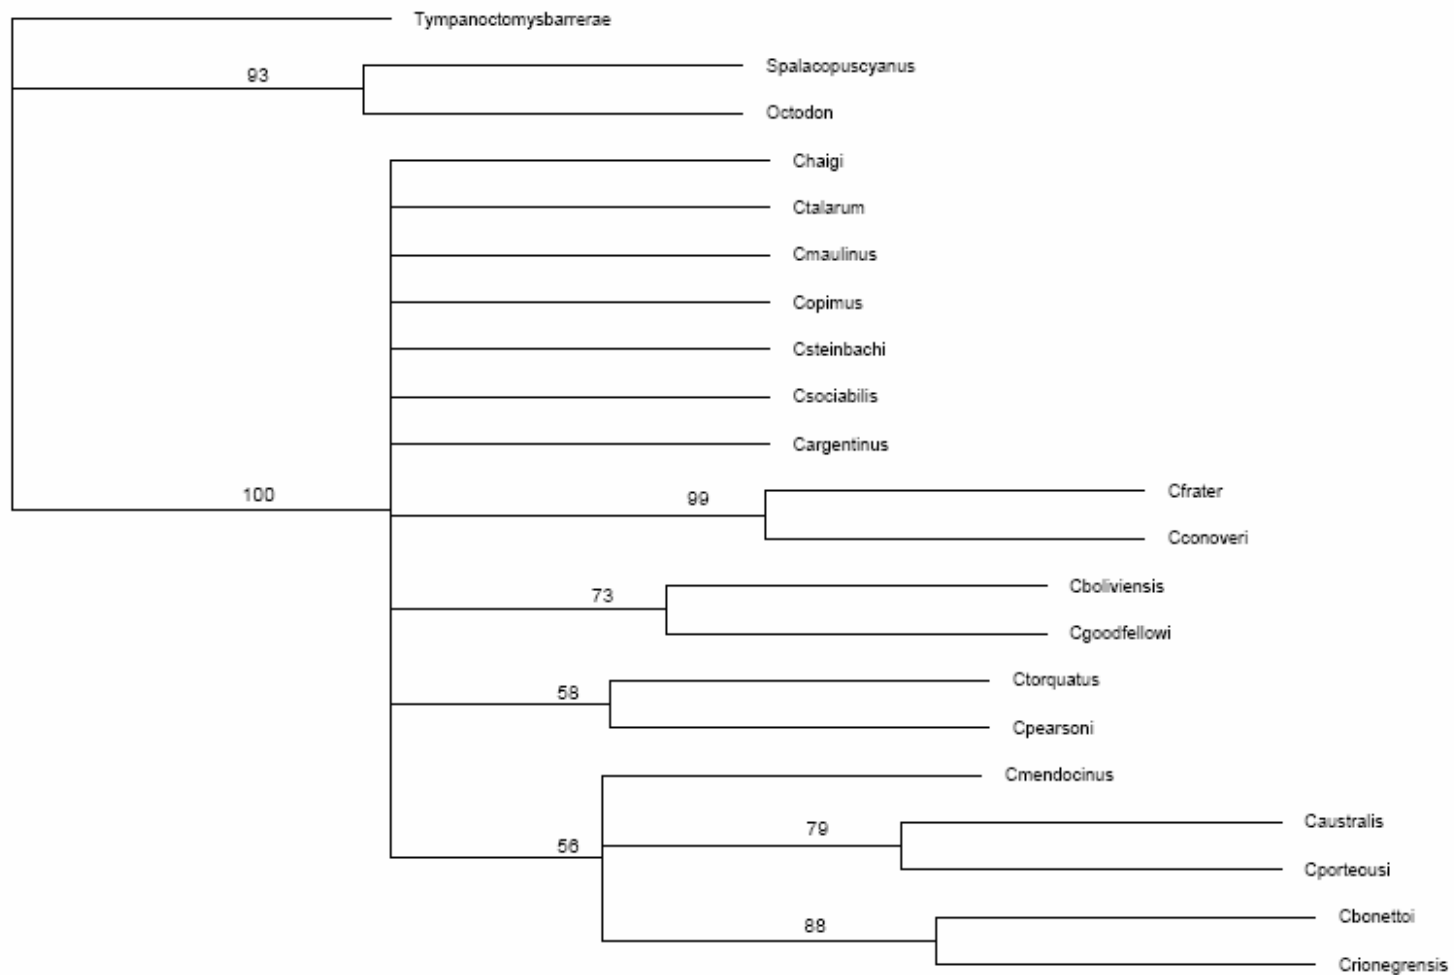 Tympanoctomysbarrerae
93
Spalacopuscyanus
Octodon
Chaigi
Ctalarum
Cmaulinus
Copimus
Csteinbachi
Csociabilis
Cargentinus
100
99
Cfrater
Cconoveri
73
Cboliviensis
Cgoodfellowi
58
Ctorquatus
Cpearsoni
Cmendocinus
56
79
Caustralis
Cporteousi
88
Cbonettoi
Crionegrensis